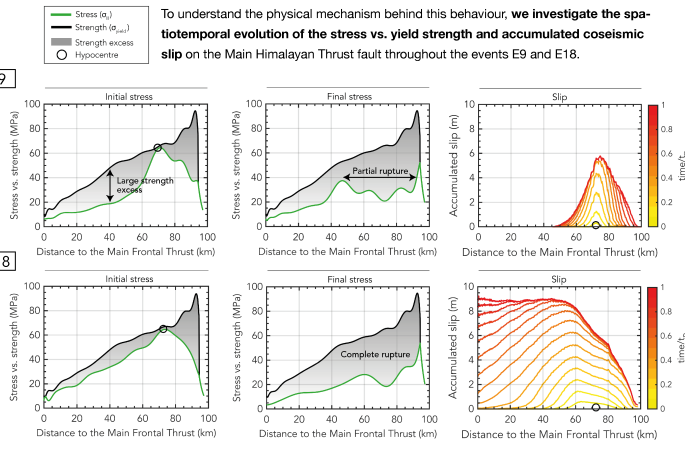 Stress (σII)
Strength (σyield)
Strength excess
Hypocentre
To understand the physical mechanism behind this behaviour, we investigate the spa-
tiotemporal evolution of the stress vs. yield strength and accumulated coseismic
slip on the Main Himalayan Thrust fault throughout the events E9 and E18.
9
Initial stress
Final stress
Slip
Stress vs. strength (MPa)
100
80
60
40
20
0
Large strength
excess
0 20 40 60 80 100
Distance to the Main Frontal Thrust (km)
Stress vs. strength (MPa)
100
80
60
40
20
0
Partial rupture
0 20 40 60 80 100
Distance to the Main Frontal Thrust (km)
Accumulated slip (m)
10
8
6
4
2
0
0 20 40 60 80 100
Distance to the Main Frontal Thrust (km)
1
0.8
0.6
0.4
0.2
0
8
Initial stress
Final stress
Slip
Stress vs. strength (MPa)
100
80
60
40
20
0
0 20 40 60 80 100
Distance to the Main Frontal Thrust (km)
Stress vs. strength (MPa)
100
80
60
40
20
0
Complete rupture
0 20 40 60 80 100
Distance to the Main Frontal Thrust (km)
Accumulated slip (m)
10
8
6
4
2
0
0 20 40 60 80 100
Distance to the Main Frontal Thrust (km)
1
0.8
0.6
0.4
0.2
0